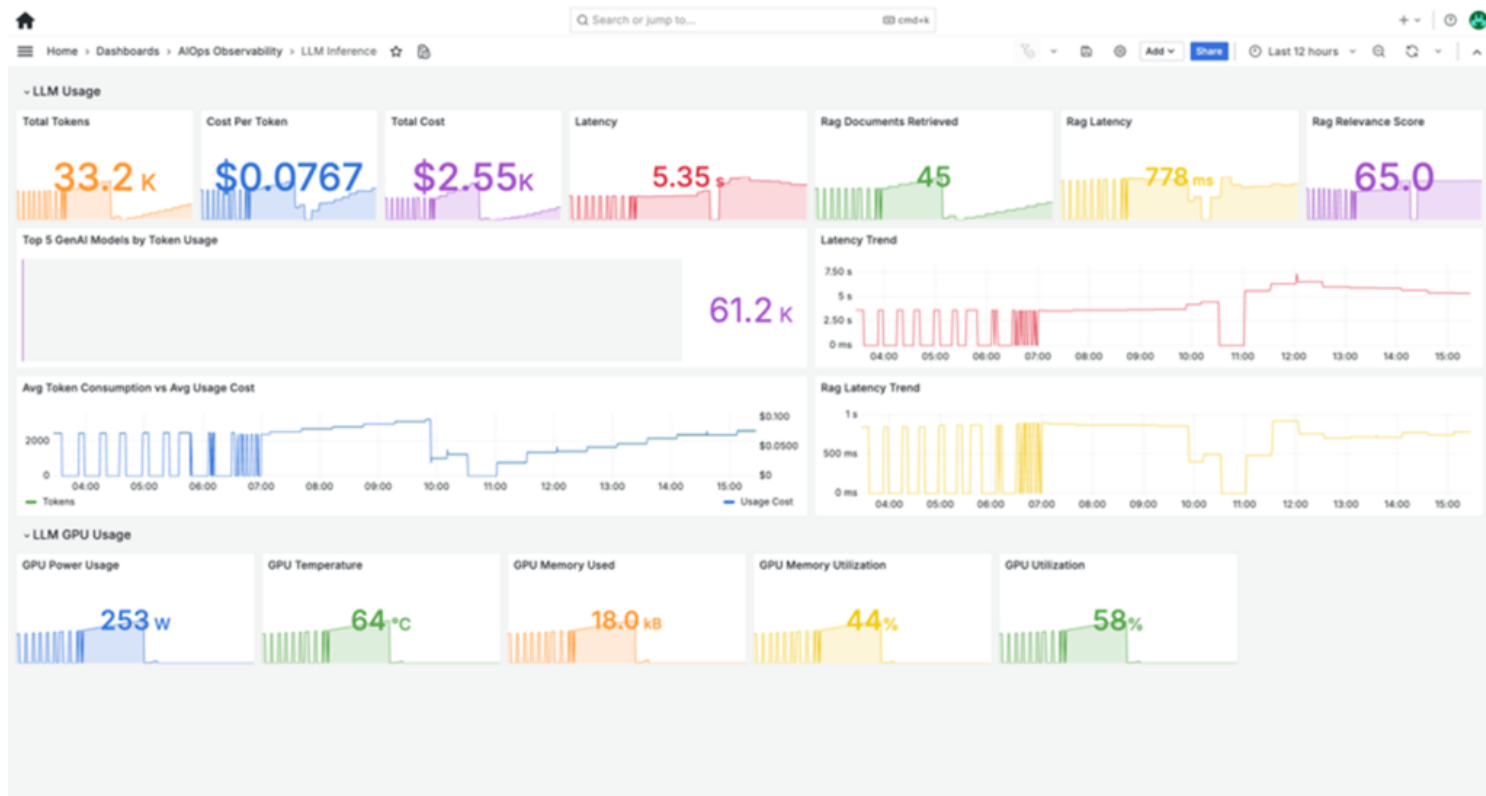 Search or jump to...
cmd+k
Home › Dashboards › AIOps Observability › LLM Inference
Add
Share
Last 12 hours
LLM Usage
Total Tokens
33.2 K
Cost Per Token
$0.0767
Total Cost
$2.55K
Latency
5.35 s
Rag Documents Retrieved
45
Rag Latency
778 ms
Rag Relevance Score
65.0
Top 5 GenAI Models by Token Usage
61.2 K
Latency Trend
7.50 s
5 s
2.50 s
0 ms
04:00 05:00 06:00 07:00 08:00 09:00 10:00 11:00 12:00 13:00 14:00 15:00
Avg Token Consumption vs Avg Usage Cost
2000
0
$0.100
$0.0500
$0
04:00 05:00 06:00 07:00 08:00 09:00 10:00 11:00 12:00 13:00 14:00 15:00
Tokens
Usage Cost
Rag Latency Trend
1 s
500 ms
0 ms
04:00 05:00 06:00 07:00 08:00 09:00 10:00 11:00 12:00 13:00 14:00 15:00
LLM GPU Usage
GPU Power Usage
253 W
GPU Temperature
64 °C
GPU Memory Used
18.0 kB
GPU Memory Utilization
44%
GPU Utilization
58%